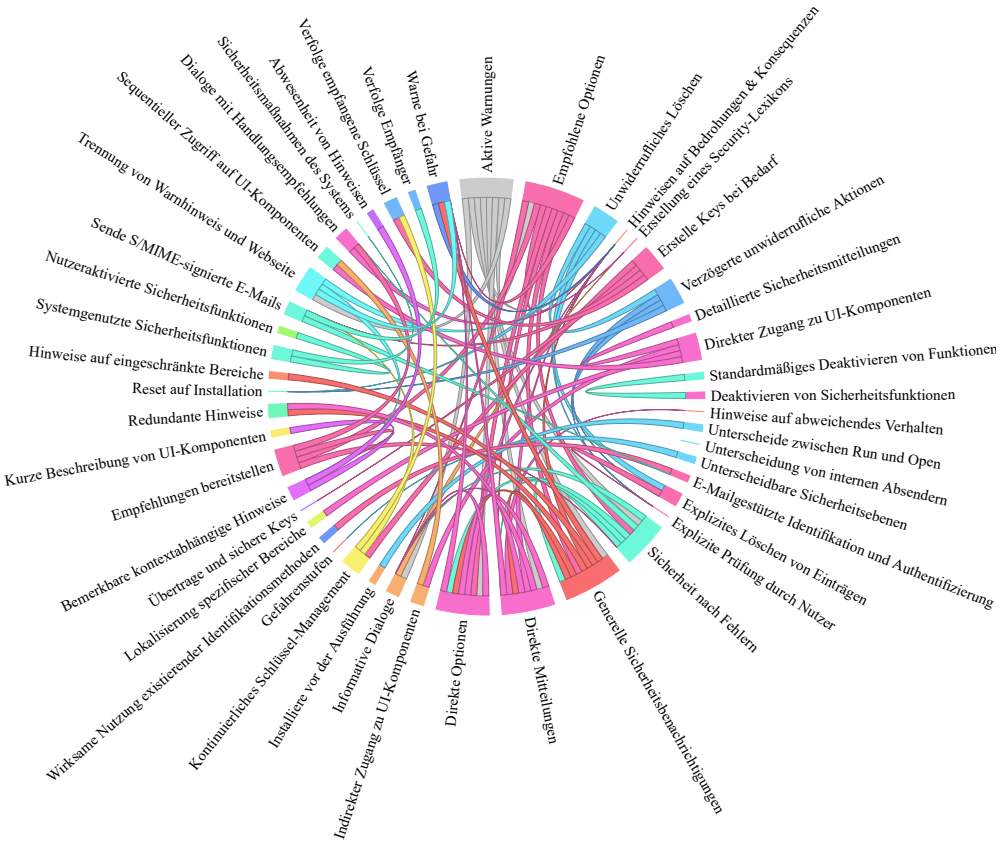 Aktive Warnungen
Empfohlene Optionen
Unwiderrufliches Löschen
Hinweisen auf Bedrohungen & Konsequenzen
Erstellung eines Security-Lexikons
Erstelle Keys bei Bedarf
Verzögerte unwiderrufliche Aktionen
Detaillierte Sicherheitsmitteilungen
Direkter Zugang zu UI-Komponenten
Standardmäßiges Deaktivieren von Funktionen
Deaktivieren von Sicherheitsfunktionen
Hinweise auf abweichendes Verhalten
Unterscheide zwischen Run und Open
Unterscheidung von internen Absendern
Unterscheidbare Sicherheitsebenen
E-Mailgestützte Identifikation und Authentifizierung
Explizites Löschen von Einträgen
Explizite Prüfung durch Nutzer
Sicherheit nach Fehlern
Generelle Sicherheitsbenachrichtigungen
Direkte Mitteilungen
Direkte Optionen
Indirekter Zugang zu UI-Komponenten
Informative Dialoge
Installiere vor der Ausführung
Kontinuierliches Schlüssel-Management
Gefahrenstufen
Wirksame Nutzung existierender Identifikationsmethoden
Lokalisierung spezifischer Bereiche
Übertrage und sichere Keys
Bemerkbare kontextabhängige Hinweise
Empfehlungen bereitstellen
Kurze Beschreibung von UI-Komponenten
Redundante Hinweise
Reset auf Installation
Hinweise auf eingeschränkte Bereiche
Systemgenutzte Sicherheitsfunktionen
Nutzeraktivierte Sicherheitsfunktionen
Sende S/MIME-signierte E-Mails
Trennung von Warnhinweis und Webseite
Sequentieller Zugriff auf UI-Komponenten
Dialoge mit Handlungsempfehlungen
Sicherheitsmaßnahmen des Systems
Abwesenheit von Hinweisen
Verfolge empfangene Schlüssel
Verfolge Empfänger
Warne bei Gefahr